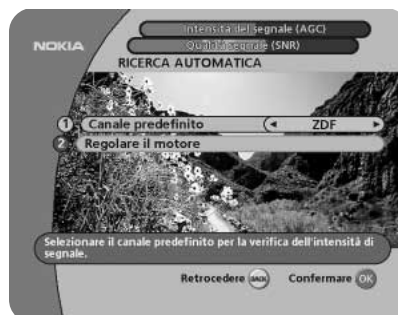 Intensità del segnale (AGC)
NOKIA
Qualità segnale (SNR)
RICERCA AUTOMATICA
1 Canale predefinito ZDF
2 Regolare il motore
Selezionare il canale predefinito per la verifica dell'intensità di
segnale.
Retrocedere BACK Confermare OK